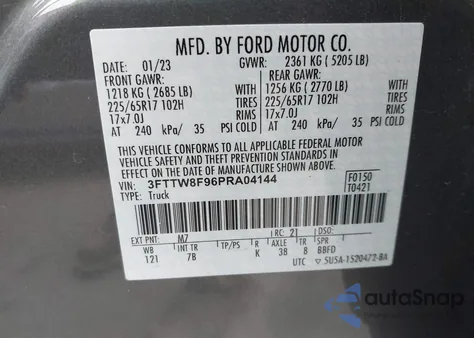 MFD. BY FORD MOTOR CO.
DATE: 01/23 GVWR: 2361 KG ( 5205 LB)
FRONT GAWR: REAR GAWR:
1218 KG ( 2685 LB) 1256 KG ( 2770 LB)
225/65R17 102H TIRES 225/65R17 102H TIRES
17x7.0J RIMS 17x7.0J RIMS
AT 240 kPa/ 35 PSI COLD AT 240 kPa/ 35 PSI COLD
THIS VEHICLE CONFORMS TO ALL APPLICABLE FEDERAL MOTOR
VEHICLE SAFETY AND THEFT PREVENTION STANDARDS IN EFFECT
ON THE DATE OF MANUFACTURE SHOWN ABOVE.
VIN: 3FTTW8F96PRA04144 F0150
TYPE: Truck T0421
EXT PNT: M7 RC: 21 DSO:
WB INT TR TP/PS R AXLE TR SPR
121 7B K 38 8 BBFD
UTC 5USA-1520472-BA
autoSnap